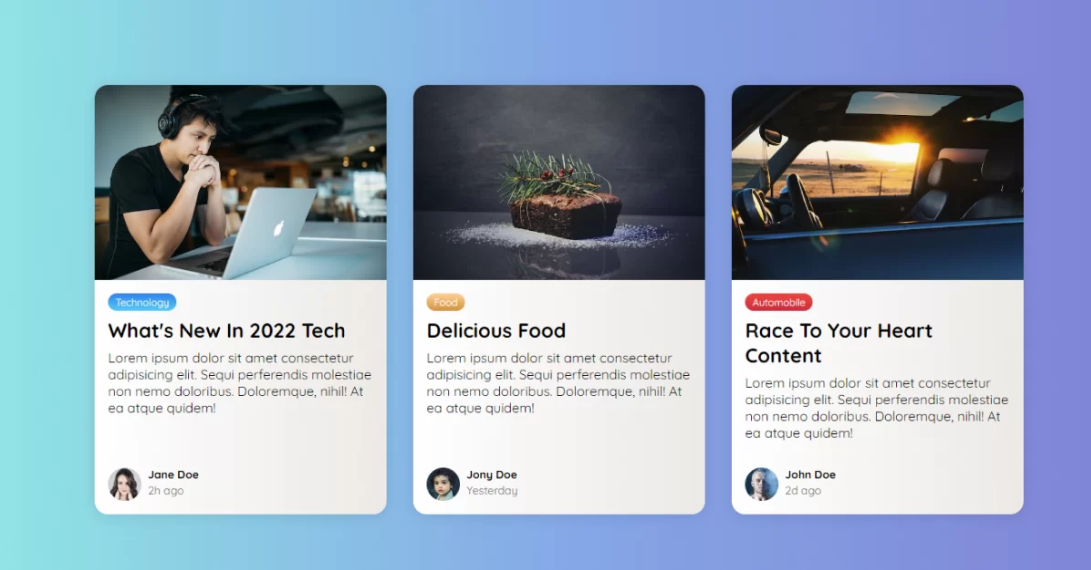 Technology
What's New In 2022 Tech
Lorem ipsum dolor sit amet consectetur
adipisicing elit. Sequi perferendis molestiae
non nemo doloribus. Doloremque, nihil! At
ea atque quidem!
Jane Doe
2h ago
Food
Delicious Food
Lorem ipsum dolor sit amet consectetur
adipisicing elit. Sequi perferendis molestiae
non nemo doloribus. Doloremque, nihil! At
ea atque quidem!
Jony Doe
Yesterday
Automobile
Race To Your Heart
Content
Lorem ipsum dolor sit amet consectetur
adipisicing elit. Sequi perferendis molestiae
non nemo doloribus. Doloremque, nihil! At
ea atque quidem!
John Doe
2d ago